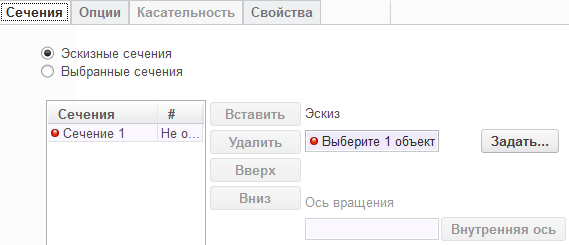 Сечения Опции Касательность Свойства
Эскизные сечения
Выбранные сечения
Сечения #
Сечение 1 Не о...
Вставить
Удалить
Вверх
Вниз
Эскиз
Выберите 1 объект
Задать...
Ось вращения
Внутренняя ось